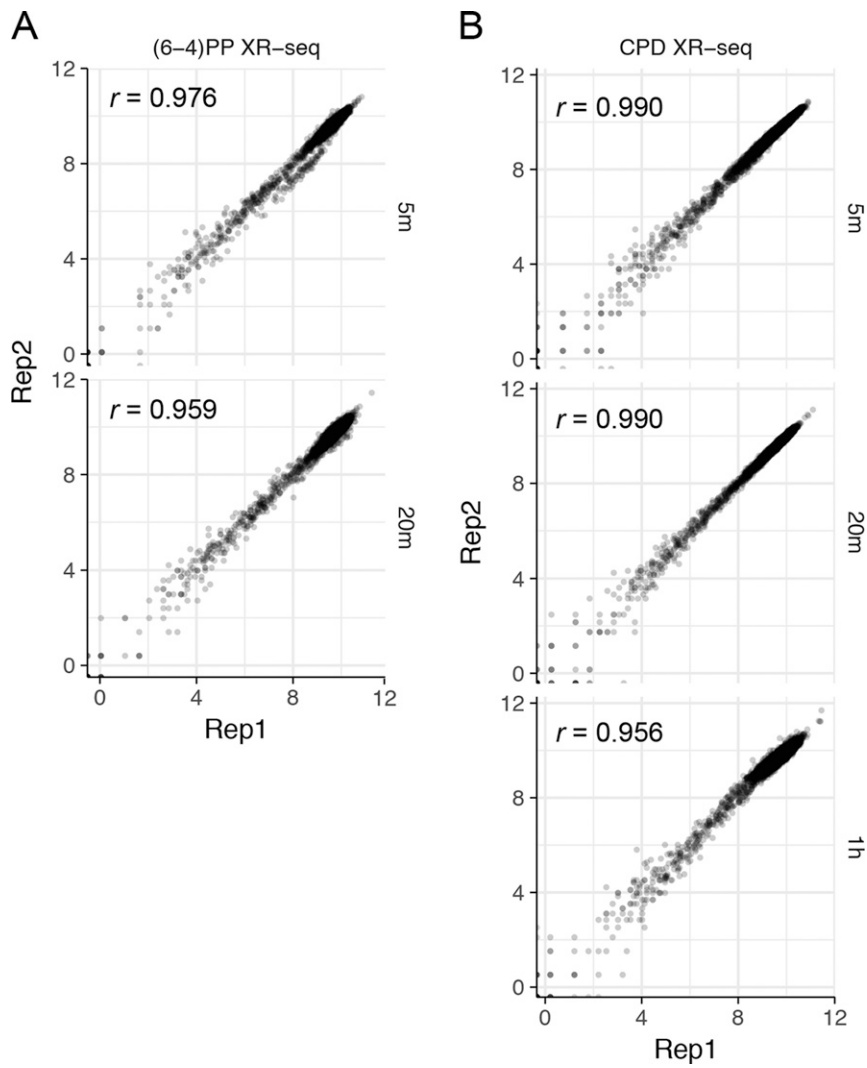 A
(6–4)PP XR–seq
12
r = 0.976
8
4
0
5m
Rep2
12
r = 0.959
8
4
0
20m
0 4 8 12
Rep1
B
CPD XR–seq
12
r = 0.990
8
4
0
5m
Rep2
12
r = 0.990
8
4
0
20m
12
r = 0.956
8
4
0
1h
0 4 8 12
Rep1